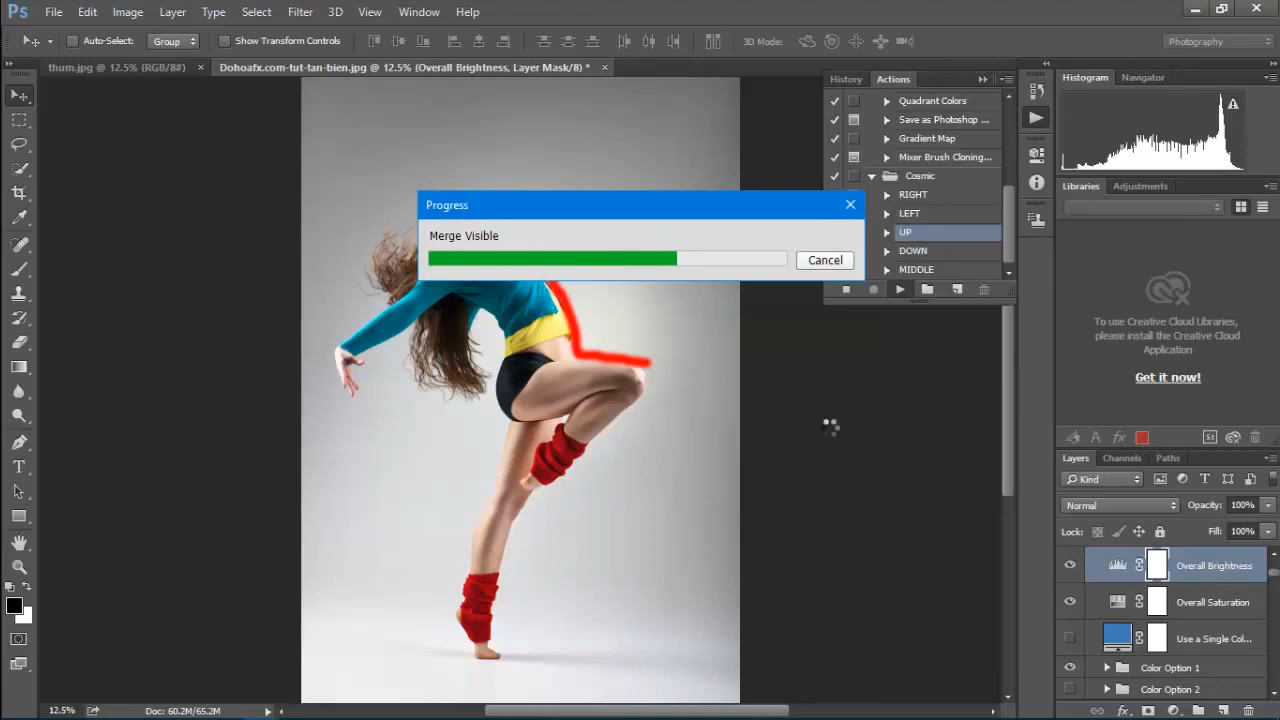 Ps File Edit Image Layer Type Select Filter 3D View Window Help
Auto-Select: Group Show Transform Controls 3D Mode: Photography
thum.jpg @ 12.5% (RGB/8#) × Dohoafx.com-tut-tan-bien.jpg @ 12.5% (Overall Brightness, Layer Mask/8) * ×
History Actions
Quadrant Colors
Save as Photoshop ...
Gradient Map
Mixer Brush Cloning...
Cosmic
RIGHT
LEFT
UP
DOWN
MIDDLE
Progress
Merge Visible
Cancel
Histogram Navigator
Libraries Adjustments
To use Creative Cloud Libraries,
please install the Creative Cloud
Application
Get it now!
A fx St
Layers Channels Paths
Kind T
Normal Opacity: 100%
Lock: Fill: 100%
Overall Brightness
Overall Saturation
Use a Single Col...
Color Option 1
Color Option 2
fx
T
12.5% Doc: 60.2M/65.2M